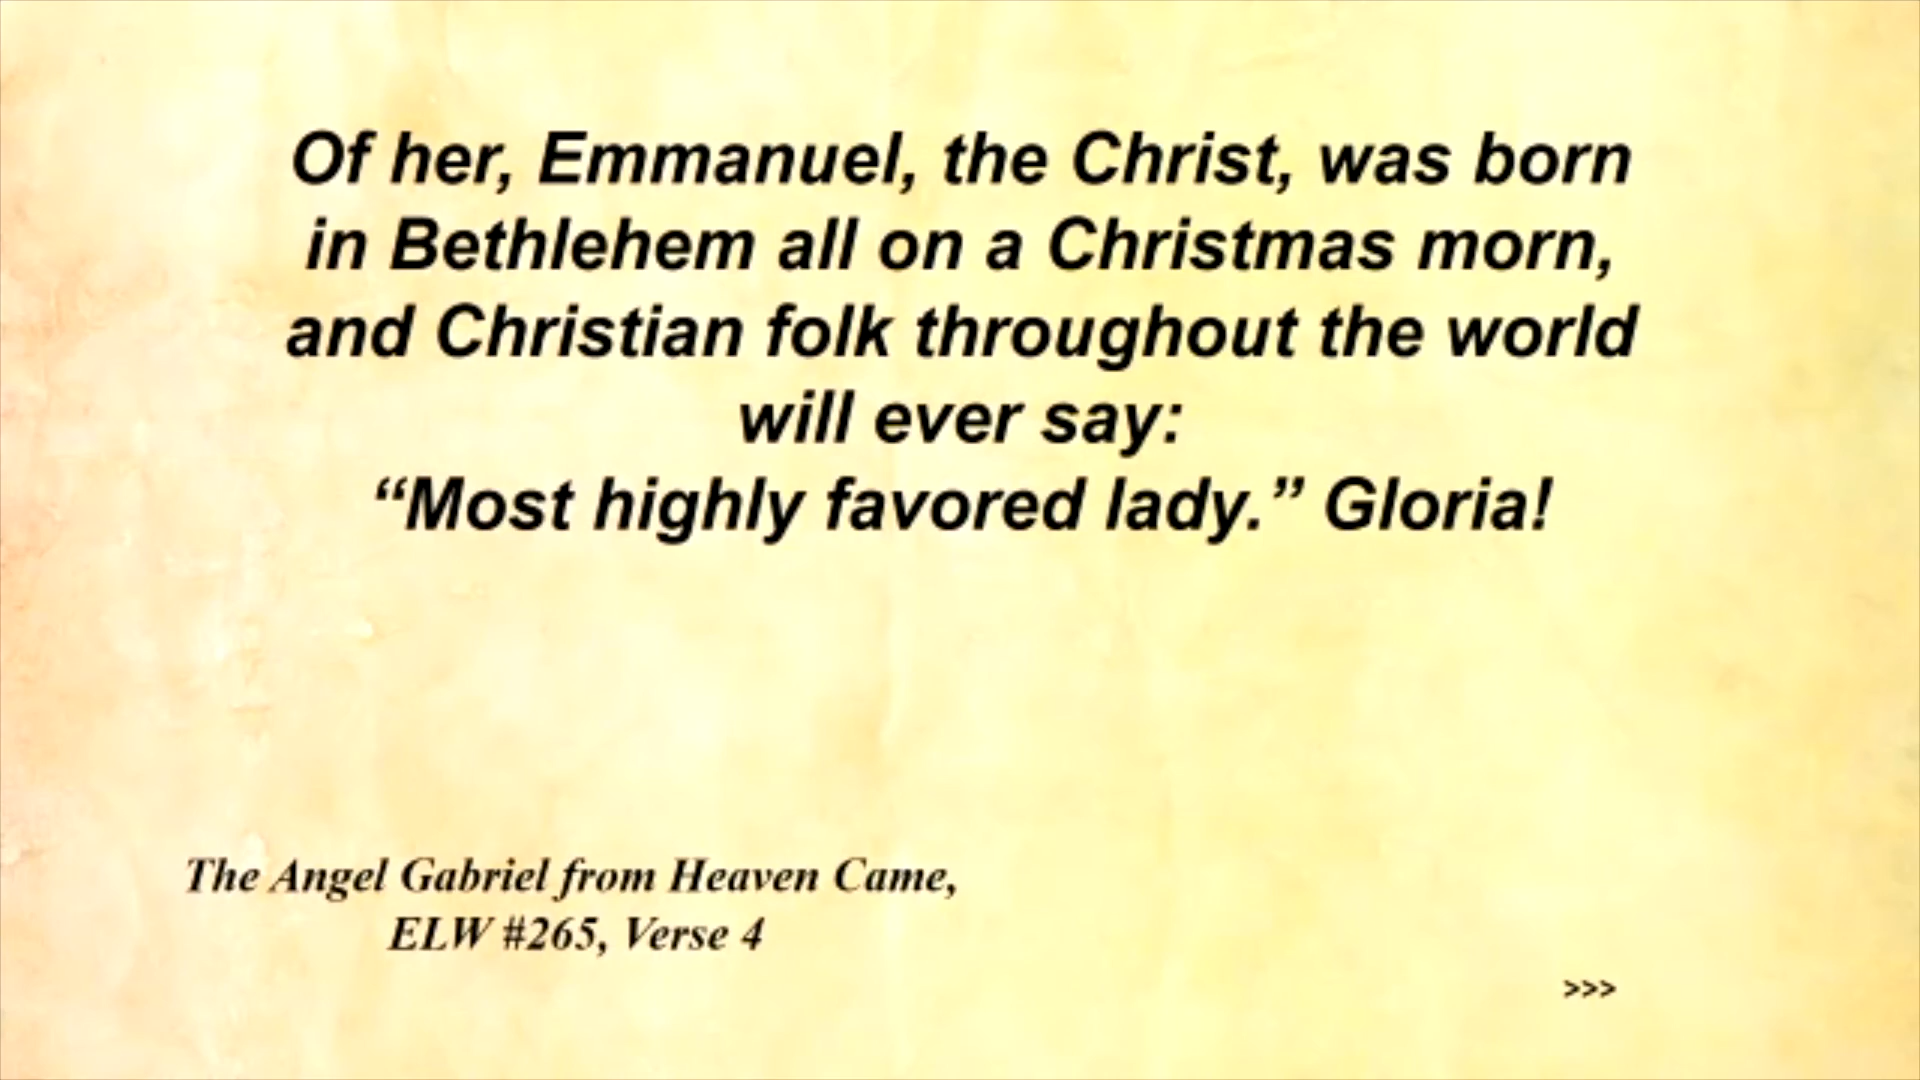 Of her, Emmanuel, the Christ, was born
in Bethlehem all on a Christmas morn,
and Christian folk throughout the world
will ever say:
“Most highly favored lady.” Gloria!
The Angel Gabriel from Heaven Came,
ELW #265, Verse 4
>>>